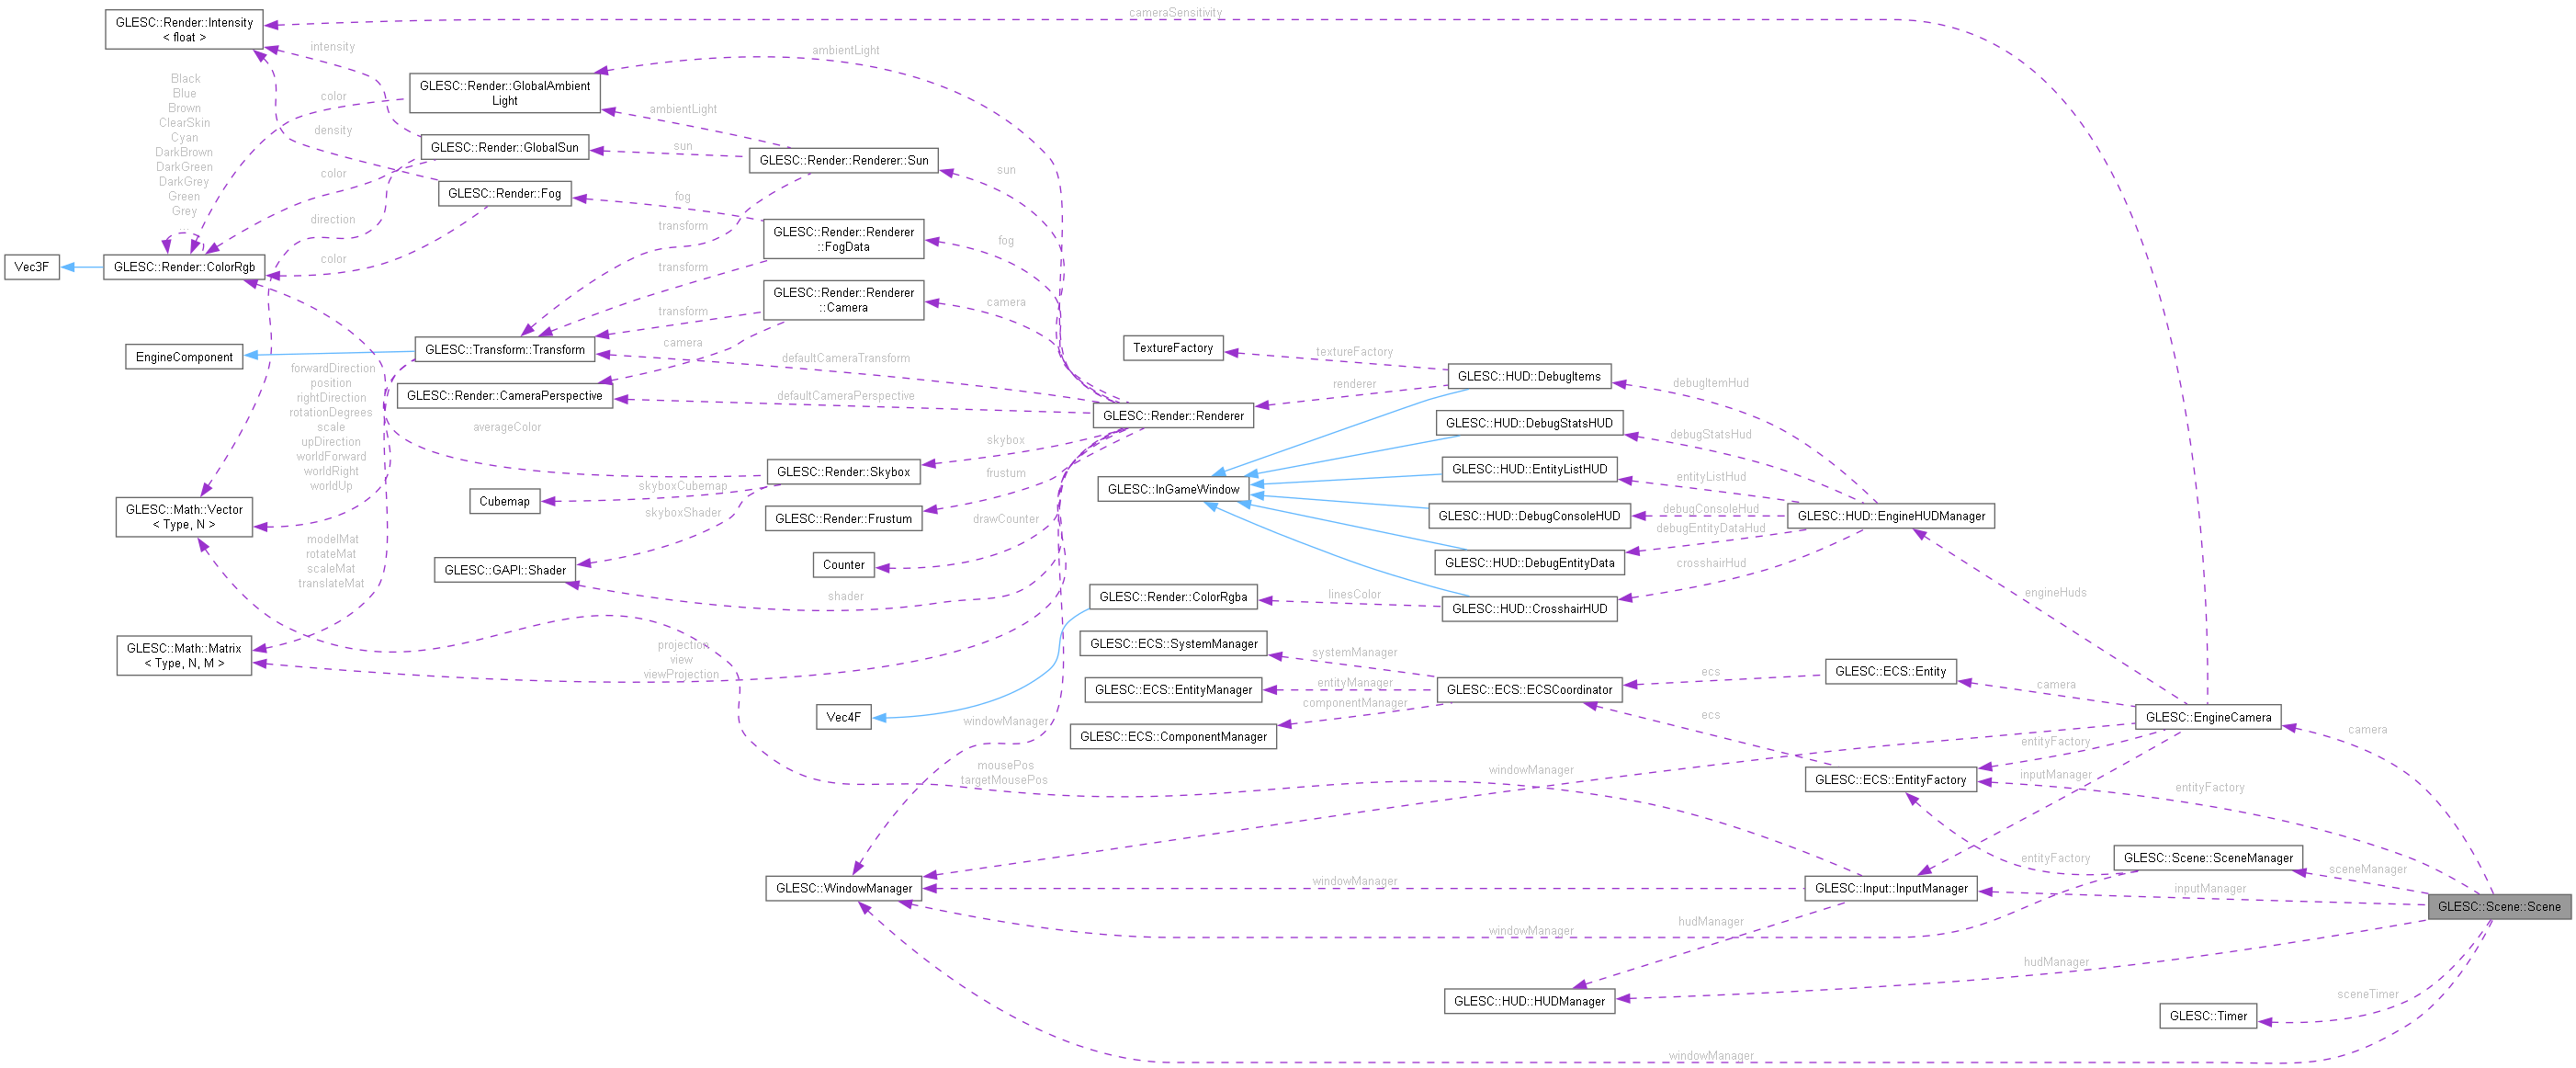 GLESC::Render::Intensity
< float >
cameraSensitivity
intensity
ambientLight
GLESC::Render::GlobalAmbient
Light
Black
Blue
Brown
ClearSkin
Cyan
DarkBrown
DarkGreen
DarkGrey
Green
Grey
...
color
ambientLight
density
GLESC::Render::GlobalSun
sun
GLESC::Render::Renderer::Sun
sun
color
GLESC::Render::Fog
fog
direction
transform
GLESC::Render::Renderer
::FogData
fog
color
Vec3F
GLESC::Render::ColorRgb
transform
GLESC::Render::Renderer
::Camera
camera
transform
EngineComponent
GLESC::Transform::Transform
camera
defaultCameraTransform
TextureFactory
textureFactory
GLESC::HUD::DebugItems
debugItemHud
forwardDirection
position
rightDirection
rotationDegrees
scale
upDirection
worldForward
worldRight
worldUp
GLESC::Render::CameraPerspective
defaultCameraPerspective
renderer
GLESC::Render::Renderer
averageColor
skybox
GLESC::HUD::DebugStatsHUD
debugStatsHud
GLESC::Render::Skybox
frustum
GLESC::HUD::EntityListHUD
entityListHud
skyboxCubemap
Cubemap
GLESC::InGameWindow
GLESC::Math::Vector
< Type, N >
skyboxShader
GLESC::Render::Frustum
drawCounter
GLESC::HUD::DebugConsoleHUD
debugConsoleHud
GLESC::HUD::EngineHUDManager
debugEntityDataHud
modelMat
rotateMat
scaleMat
translateMat
GLESC::GAPI::Shader
Counter
GLESC::HUD::DebugEntityData
crosshairHud
shader
GLESC::Render::ColorRgba
linesColor
GLESC::HUD::CrosshairHUD
engineHuds
GLESC::Math::Matrix
< Type, N, M >
projection
view
viewProjection
GLESC::ECS::SystemManager
systemManager
GLESC::ECS::EntityManager
entityManager
GLESC::ECS::ECSCoordinator
ecs
GLESC::ECS::Entity
camera
componentManager
GLESC::ECS::ComponentManager
ecs
Vec4F
windowManager
GLESC::EngineCamera
camera
entityFactory
mousePos
targetMousePos
windowManager
GLESC::ECS::EntityFactory
inputManager
entityFactory
entityFactory
GLESC::Scene::SceneManager
sceneManager
GLESC::WindowManager
windowManager
GLESC::Input::InputManager
inputManager
GLESC::Scene::Scene
hudManager
windowManager
hudManager
GLESC::HUD::HUDManager
sceneTimer
GLESC::Timer
windowManager